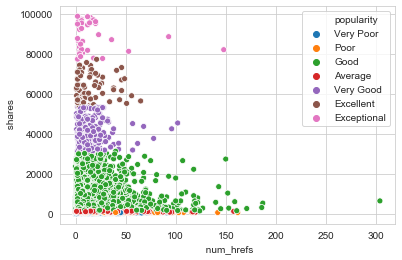 100000
80000
60000
40000
20000
0
shares
0
50
100
150
200
250
300
num_hrefs
popularity
Very Poor
Poor
Good
Average
Very Good
Excellent
Exceptional